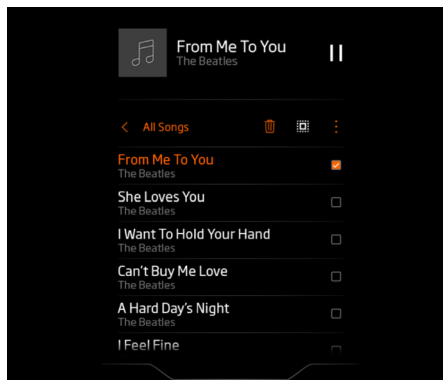 From Me To You
The Beatles
All Songs
From Me To You
The Beatles
She Loves You
The Beatles
I Want To Hold Your Hand
The Beatles
Can't Buy Me Love
The Beatles
A Hard Day's Night
The Beatles
I Feel Fine